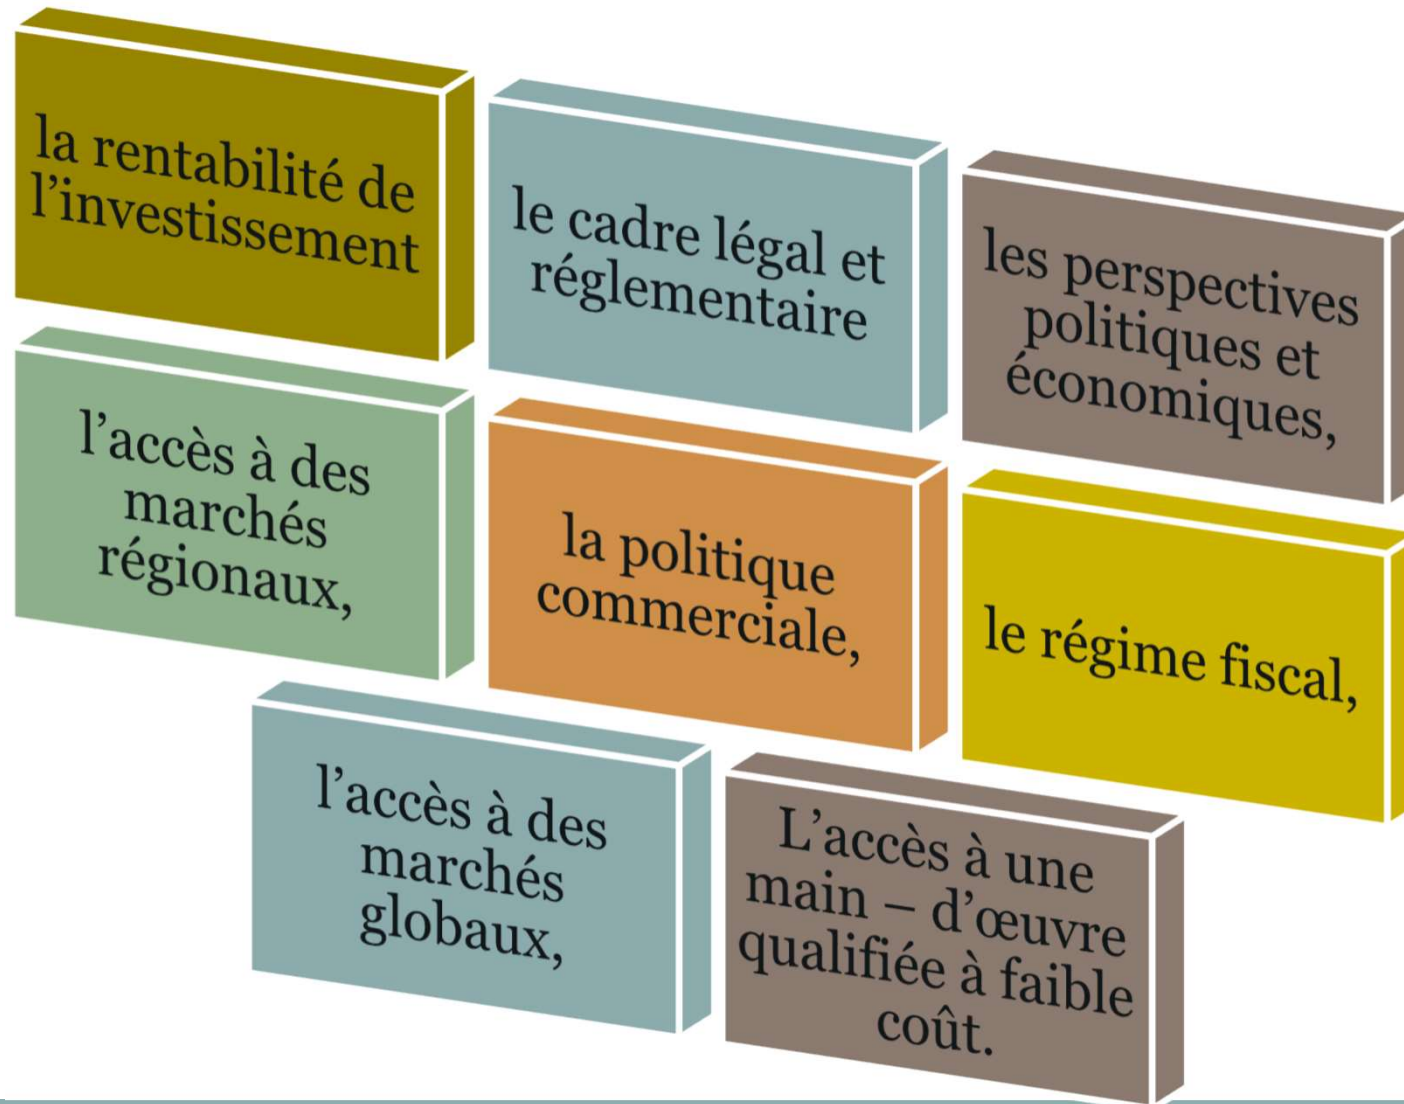 la rentabilité de
l’investissement
le cadre légal et
réglementaire
les perspectives
politiques et
économiques,
l’accès à des
marchés
régionaux,
la politique
commerciale,
le régime fiscal,
l’accès à des
marchés
globaux,
L’accès à une
main – d’œuvre
qualifiée à faible
coût.